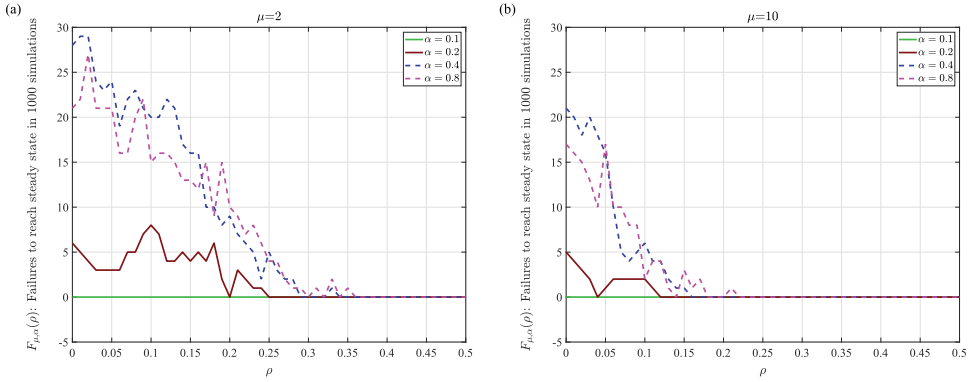 (a)
μ=2
F_{μ,α}(ρ): Failures to reach steady state in 1000 simulations
30
25
20
15
10
5
0
-5
0 0.05 0.1 0.15 0.2 0.25 0.3 0.35 0.4 0.45 0.5
ρ
α = 0.1
α = 0.2
α = 0.4
α = 0.8
(b)
μ=10
F_{μ,α}(ρ): Failures to reach steady state in 1000 simulations
30
25
20
15
10
5
0
-5
0 0.05 0.1 0.15 0.2 0.25 0.3 0.35 0.4 0.45 0.5
ρ
α = 0.1
α = 0.2
α = 0.4
α = 0.8